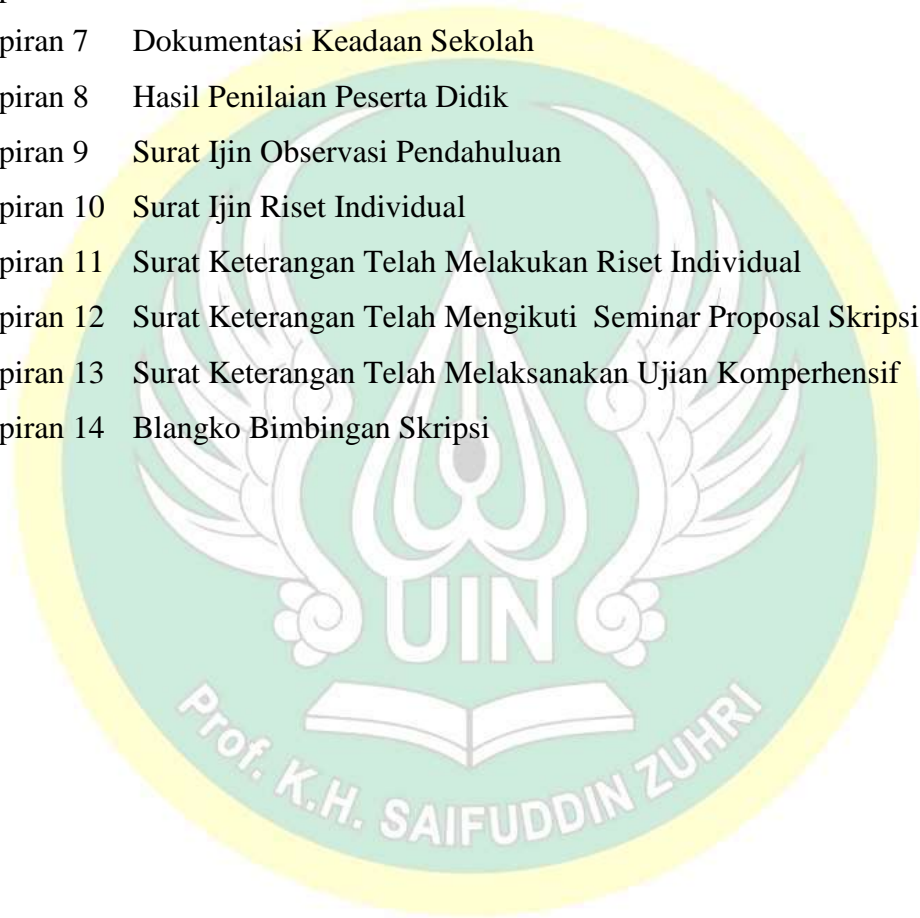 piran 7 Dokumentasi Keadaan Sekolah
piran 8 Hasil Penilaian Peserta Didik
piran 9 Surat Ijin Observasi Pendahuluan
piran 10 Surat Ijin Riset Individual
piran 11 Surat Keterangan Telah Melakukan Riset Individual
piran 12 Surat Keterangan Telah Mengikuti Seminar Proposal Skripsi
piran 13 Surat Keterangan Telah Melaksanakan Ujian Komperhensif
piran 14 Blangko Bimbingan Skripsi
UIN
Prof. K.H. SAIFUDDIN ZUHRI